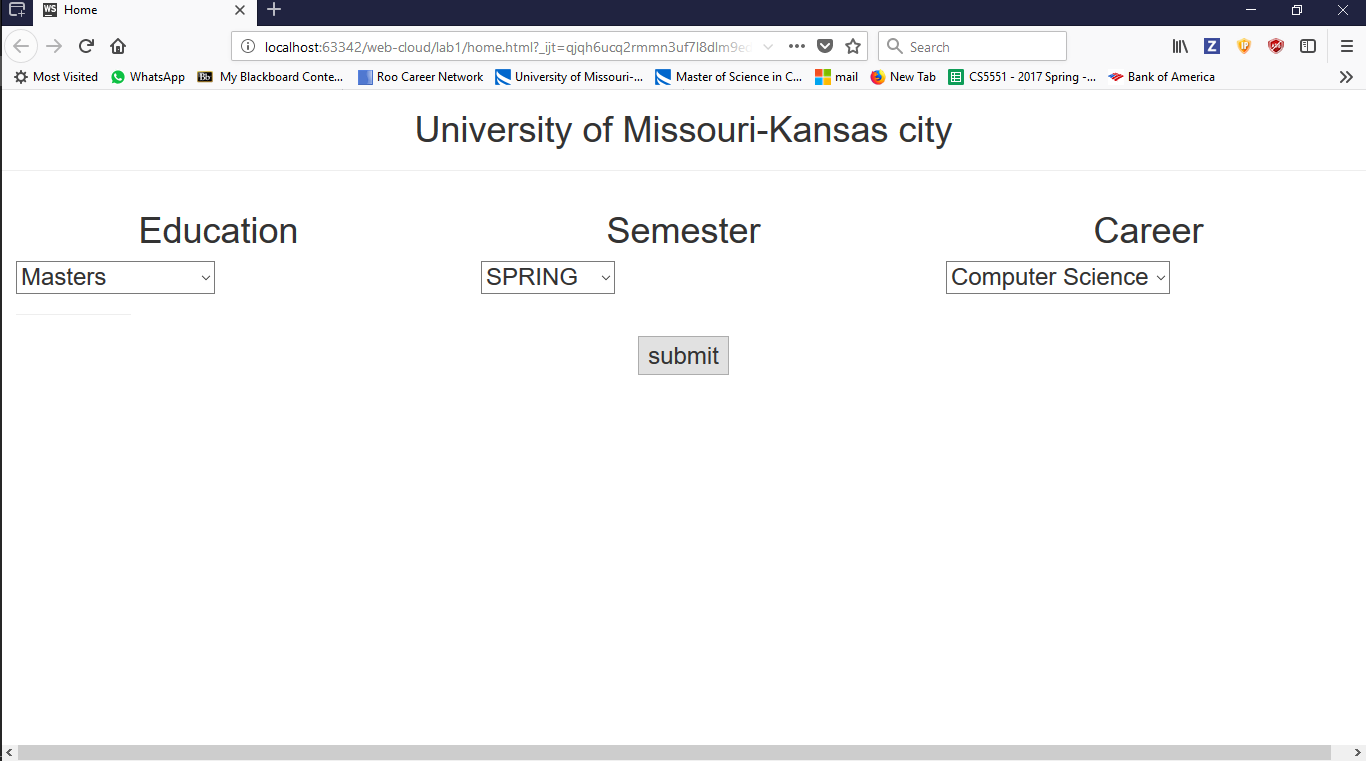 Home
localhost:63342/web-cloud/lab1/home.html?_ijt=qjqh6ucq2rmmn3uf7l8dlm9e
Search
Most Visited WhatsApp Bb My Blackboard Conte... Roo Career Network University of Missouri-... Master of Science in C... mail New Tab CS5551 - 2017 Spring -... Bank of America
University of Missouri-Kansas city
Education Semester Career
Masters SPRING Computer Science
submit